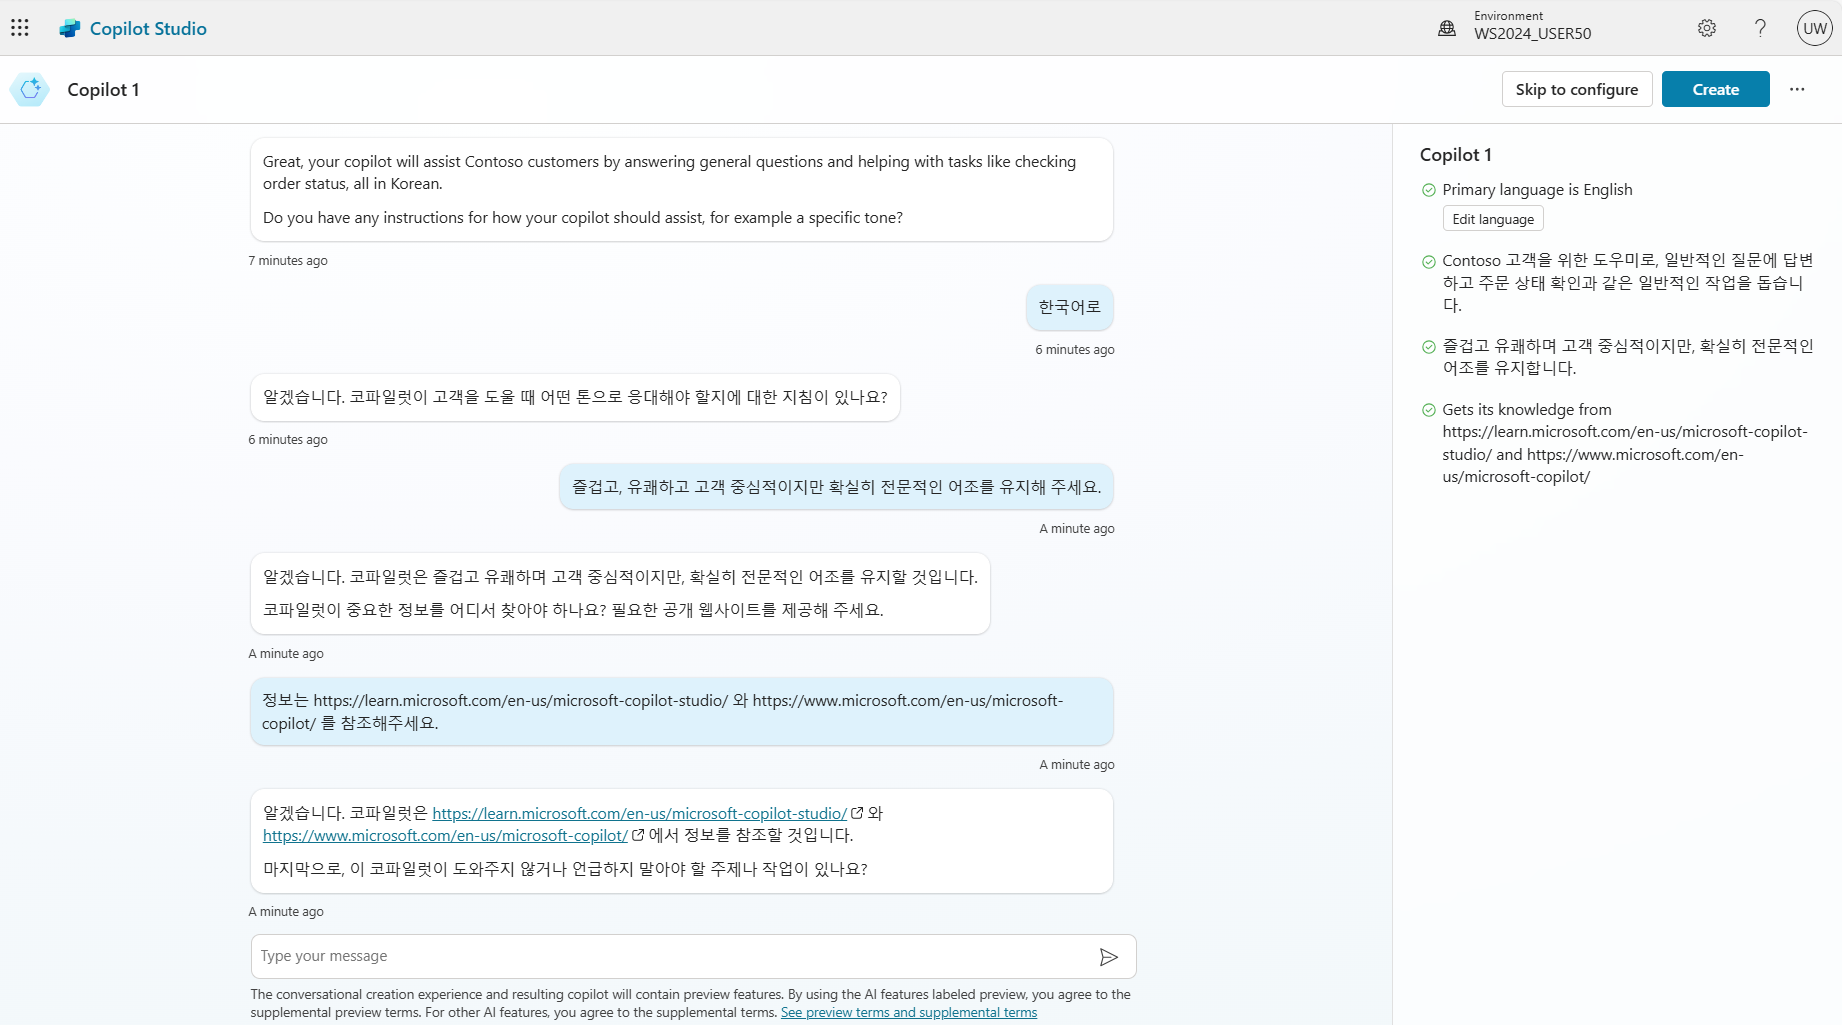 Copilot Studio
Environment
WS2024_USER50
UW
Copilot 1
Skip to configure
Create
Great, your copilot will assist Contoso customers by answering general questions and helping with tasks like checking
order status, all in Korean.
Do you have any instructions for how your copilot should assist, for example a specific tone?
7 minutes ago
한국어로
6 minutes ago
알겠습니다. 코파일럿이 고객을 도울 때 어떤 톤으로 응대해야 할지에 대한 지침이 있나요?
6 minutes ago
즐겁고, 유쾌하고 고객 중심적이지만 확실히 전문적인 어조를 유지해 주세요.
A minute ago
알겠습니다. 코파일럿은 즐겁고 유쾌하며 고객 중심적이지만, 확실히 전문적인 어조를 유지할 것입니다.
코파일럿이 중요한 정보를 어디서 찾아야 하나요? 필요한 공개 웹사이트를 제공해 주세요.
A minute ago
정보는 https://learn.microsoft.com/en-us/microsoft-copilot-studio/ 와 https://www.microsoft.com/en-us/microsoft-
copilot/ 를 참조해주세요.
A minute ago
알겠습니다. 코파일럿은 https://learn.microsoft.com/en-us/microsoft-copilot-studio/ 와
https://www.microsoft.com/en-us/microsoft-copilot/ 에서 정보를 참조할 것입니다.
마지막으로, 이 코파일럿이 도와주지 않거나 언급하지 말아야 할 주제나 작업이 있나요?
A minute ago
Type your message
The conversational creation experience and resulting copilot will contain preview features. By using the AI features labeled preview, you agree to the
supplemental preview terms. For other AI features, you agree to the supplemental terms. See preview terms and supplemental terms
Copilot 1
Primary language is English
Edit language
Contoso 고객을 위한 도우미로, 일반적인 질문에 답변
하고 주문 상태 확인과 같은 일반적인 작업을 돕습니
다.
즐겁고 유쾌하며 고객 중심적이지만, 확실히 전문적인
어조를 유지합니다.
Gets its knowledge from
https://learn.microsoft.com/en-us/microsoft-copilot-
studio/ and https://www.microsoft.com/en-
us/microsoft-copilot/